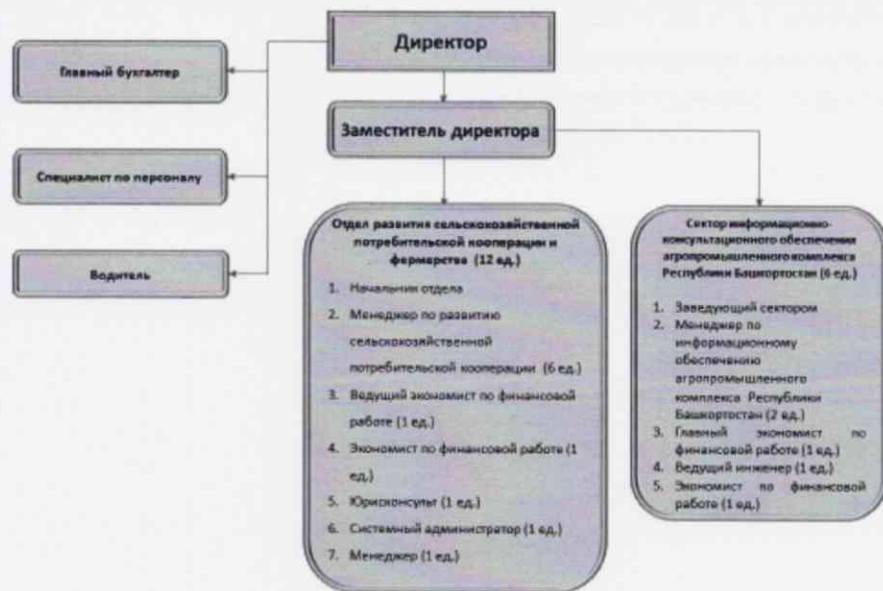 Директор
Главный бухгалтер
Заместитель директора
Специалист по персоналу
Водитель
Отдел развития сельскохозяйственной
потребительской кооперации и
фермерства (12 ед.)
1. Начальник отдела
2. Менеджер по развитию
сельскохозяйственной
потребительской кооперации (6 ед.)
3. Ведущий экономист по финансовой
работе (1 ед.)
4. Экономист по финансовой работе (1
ед.)
5. Юрисконсульт (1 ед.)
6. Системный администратор (1 ед.)
7. Менеджер (1 ед.)
Сектор информационно-
консультационного обеспечения
агропромышленного комплекса
Республики Башкортостан (6 ед.)
1. Заведующий сектором
2. Менеджер по
информационному
обеспечению
агропромышленного
комплекса Республики
Башкортостан (2 ед.)
3. Главный экономист по
финансовой работе (1 ед.)
4. Ведущий инженер (1 ед.)
5. Экономист по финансовой
работе (1 ед.)